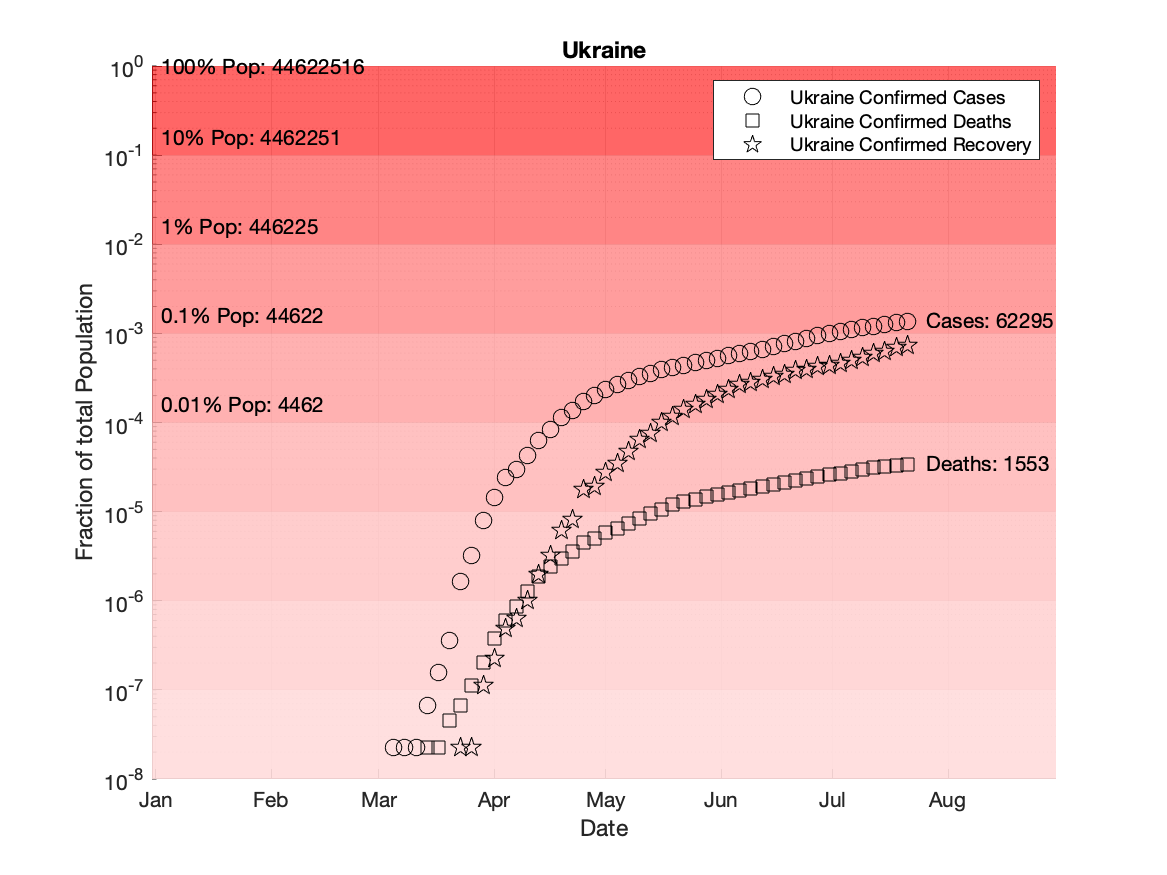 Ukraine
10^0
100% Pop: 44622516
Ukraine Confirmed Cases
Ukraine Confirmed Deaths
Ukraine Confirmed Recovery
10% Pop: 4462251
10^-1
1% Pop: 446225
10^-2
0.1% Pop: 44622
Cases: 62295
10^-3
0.01% Pop: 4462
10^-4
Deaths: 1553
10^-5
10^-6
10^-7
10^-8
Fraction of total Population
Jan Feb Mar Apr May Jun Jul Aug
Date